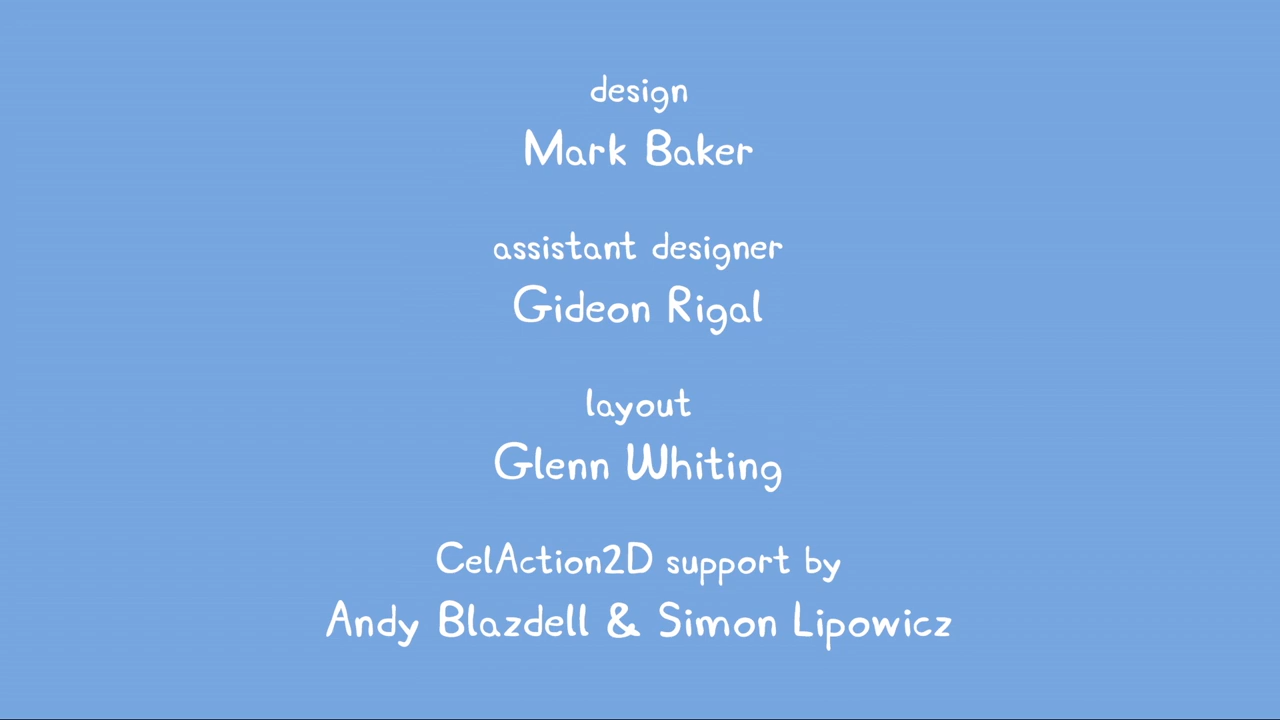 design
Mark Baker
assistant designer
Gideon Rigal
layout
Glenn Whiting
CelAction2D support by
Andy Blazdell & Simon Lipowicz